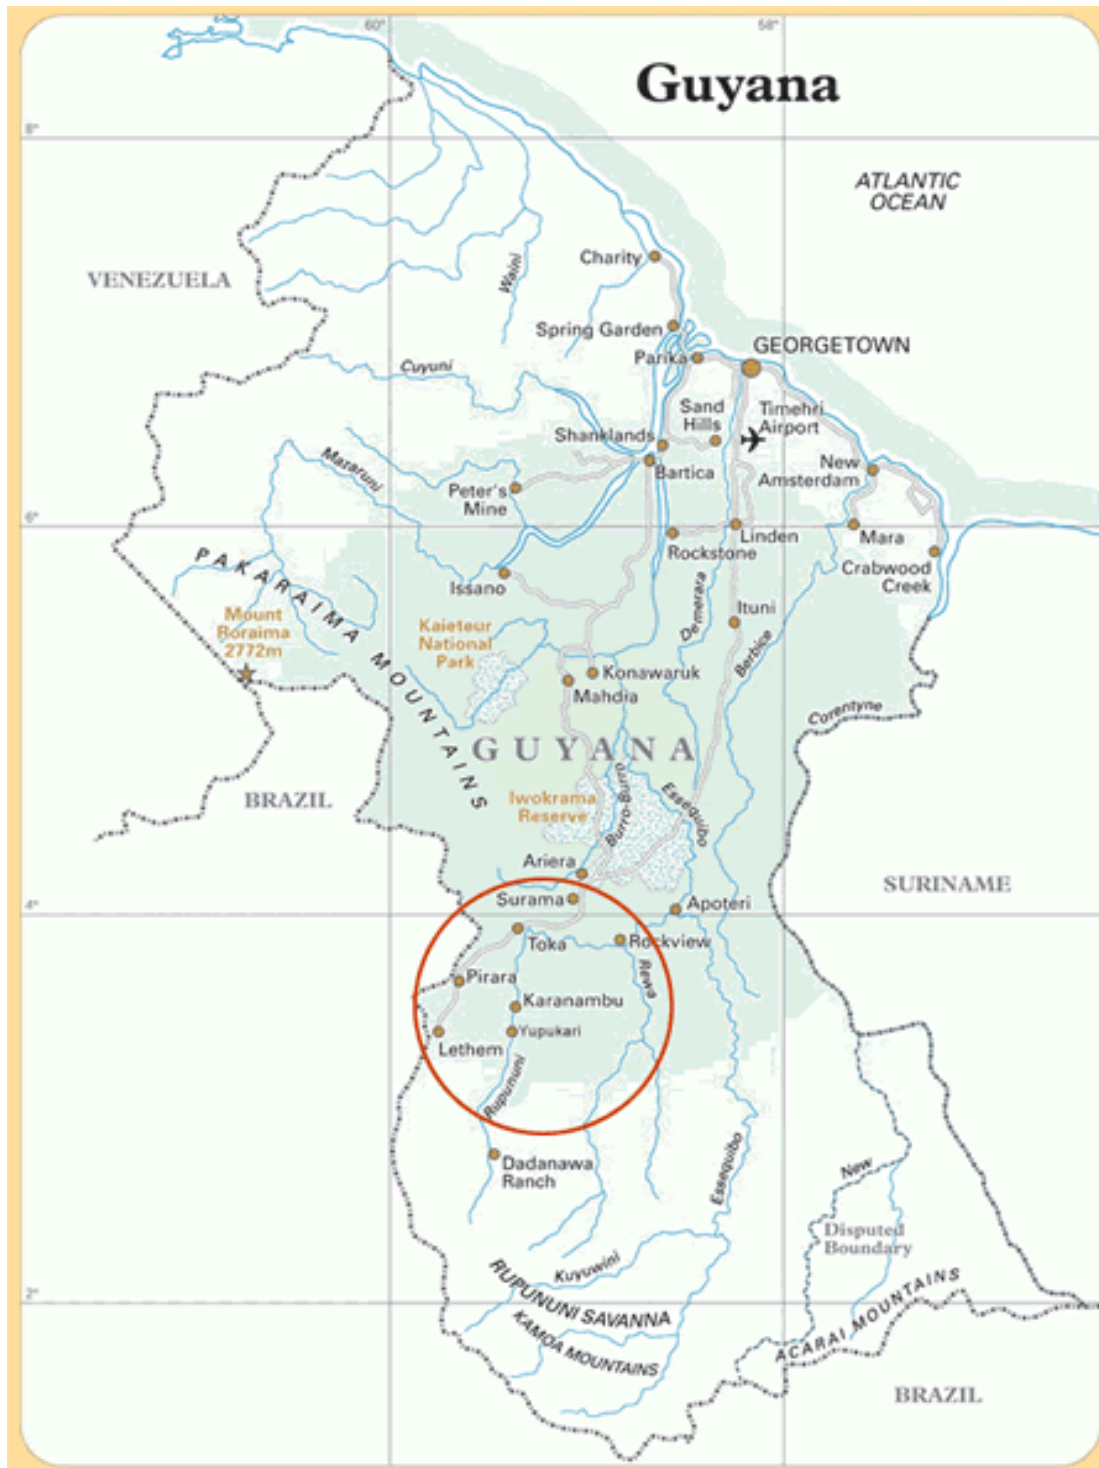 60°
58°
Guyana
8°
ATLANTIC
OCEAN
Charity
Waini
VENEZUELA
Spring Garden
GEORGETOWN
Parika
Cuyuni
Sand
Hills
Timehri
Airport
Shanklands
Mazaruni
Bartica
New
Amsterdam
Peter's
Mine
6°
Linden
Mara
Rockstone
PAKARAIMA MOUNTAINS
Crabwood
Creek
Issano
Demerara
Ituni
Mount
Roraima
2772m
Kaieteur
National
Park
Berbice
Konawaruk
Mahdia
Corentyne
GUYANA
BRAZIL
Iwokrama
Reserve
Burro-Burro
Essequibo
Ariera
SURINAME
Surama
Apoteri
4°
Toka
Rockview
Pirara
Rewa
Karanambu
Yupukari
Lethem
Rupununi
Dadanawa
Ranch
Essequibo
New
Disputed
Boundary
Kuyuwini
RUPUNUNI SAVANNA
2°
KAMOA MOUNTAINS
ACARAI MOUNTAINS
BRAZIL